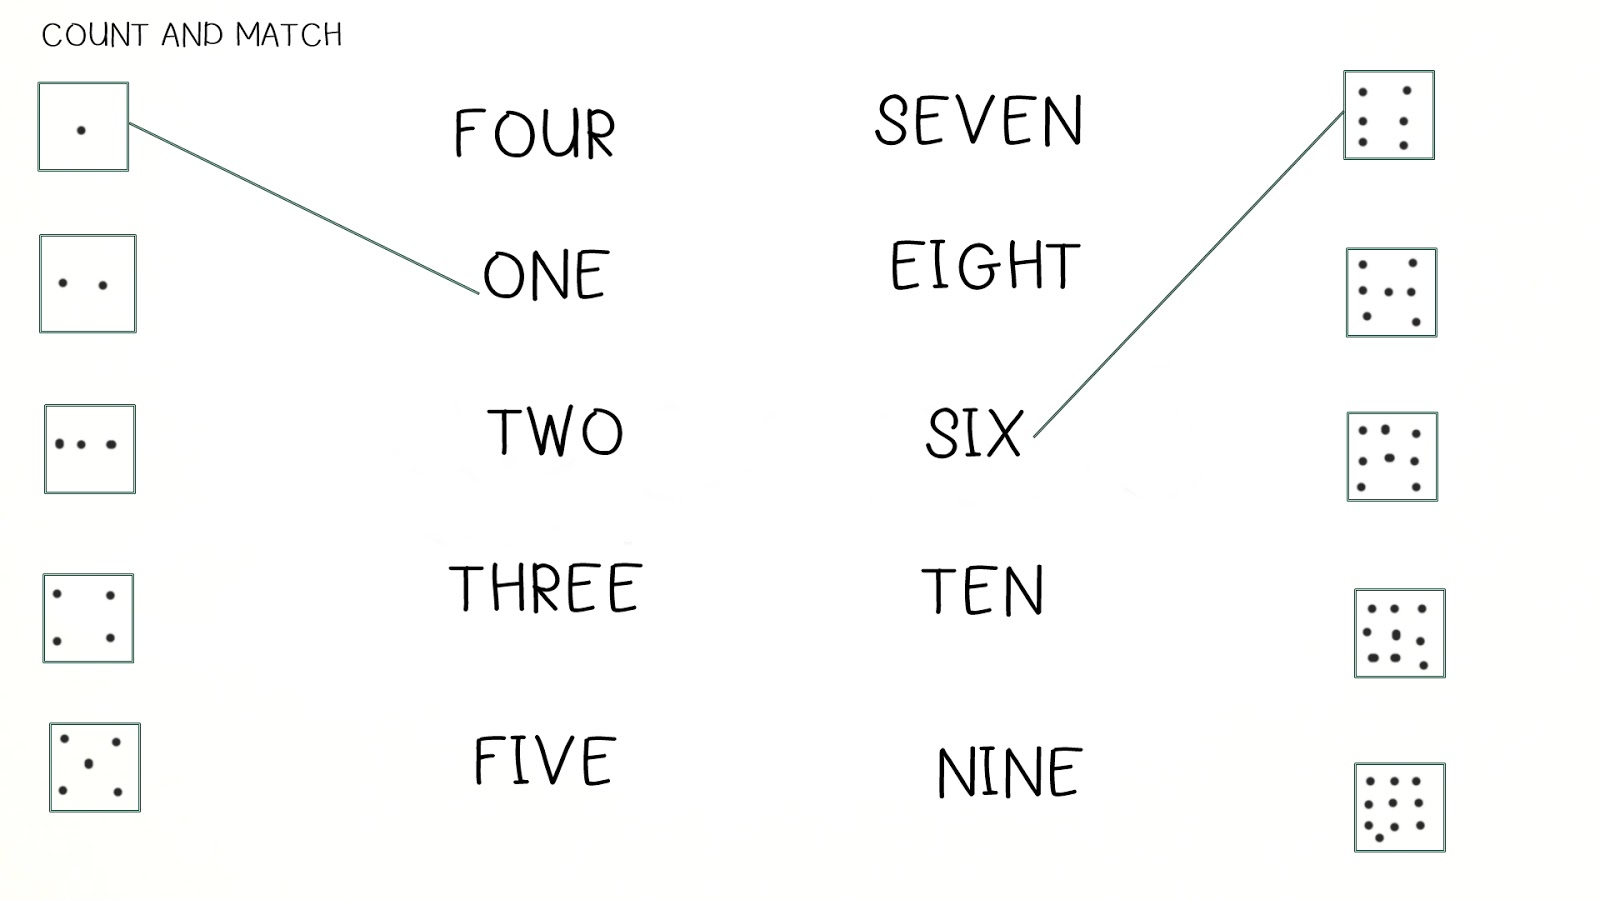 COUNT AND MATCH
FOUR
ONE
TWO
THREE
FIVE
SEVEN
EIGHT
SIX
TEN
NINE